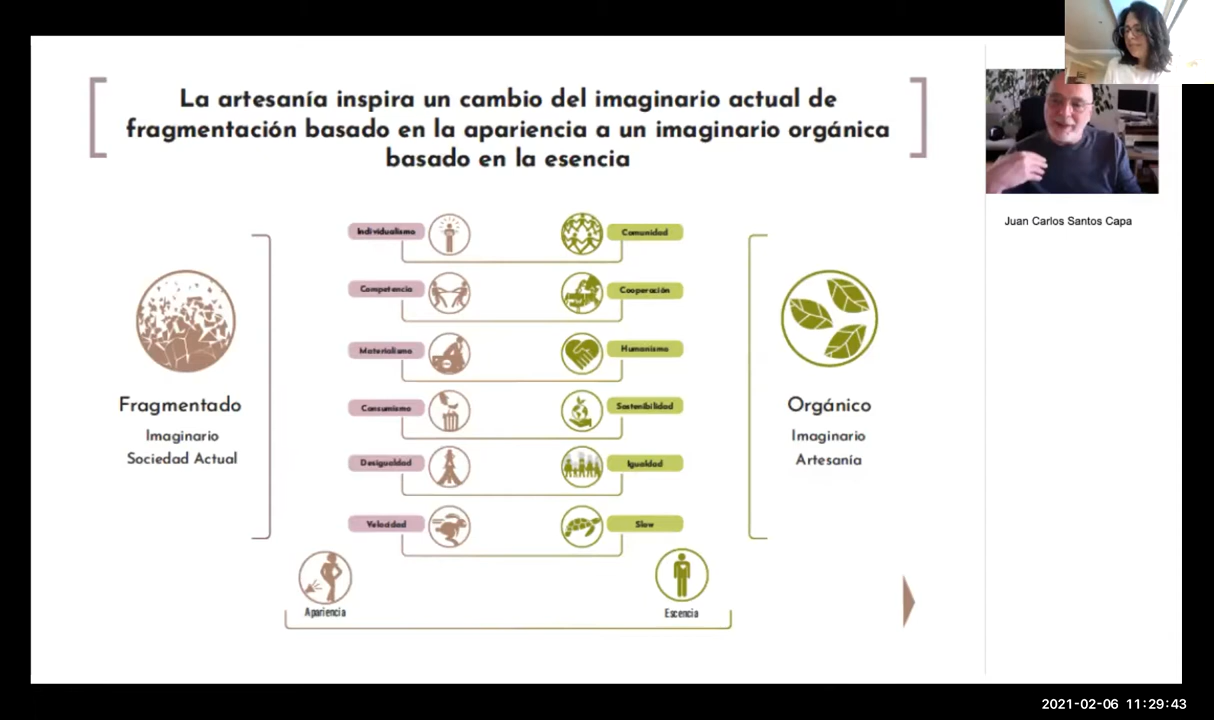 La artesanía inspira un cambio del imaginario actual de
fragmentación basado en la apariencia a un imaginario orgánica
basado en la esencia
Juan Carlos Santos Capa
Individualismo
Comunidad
Competencia
Cooperación
Materialismo
Humanismo
Consumismo
Sostenibilidad
Desigualdad
Igualdad
Velocidad
Slow
Fragmentado
Imaginario
Sociedad Actual
Orgánico
Imaginario
Artesanía
Apariencia
Escencia
2021-02-06 11:29:43